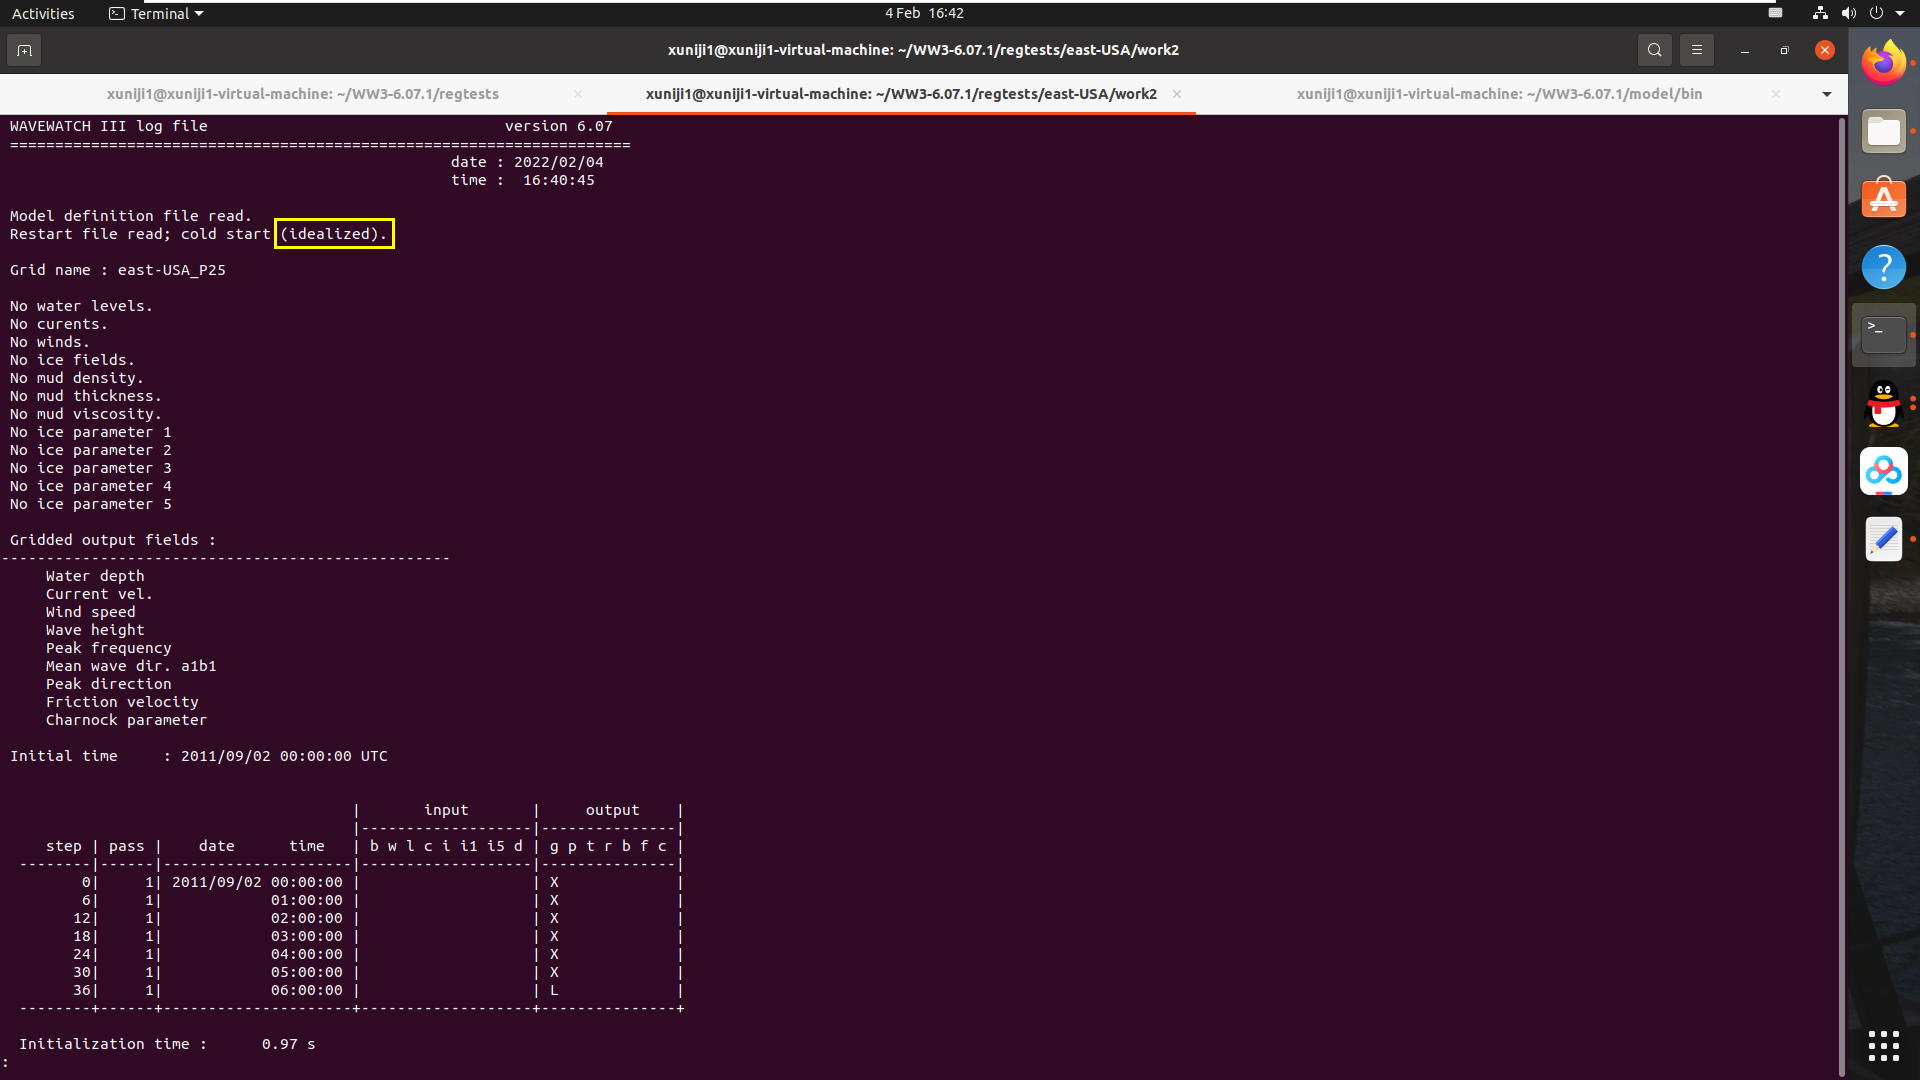 Activities Terminal 4 Feb 16:42
xuniji1@xuniji1-virtual-machine: ~/WW3-6.07.1/regtests/east-USA/work2
xuniji1@xuniji1-virtual-machine: ~/WW3-6.07.1/regtests × xuniji1@xuniji1-virtual-machine: ~/WW3-6.07.1/regtests/east-USA/work2 × xuniji1@xuniji1-virtual-machine: ~/WW3-6.07.1/model/bin ×
WAVEWATCH III log file                                 version 6.07
=====================================================================
date : 2022/02/04
time :  16:40:45
Model definition file read.
Restart file read; cold start (idealized).
Grid name : east-USA_P25
No water levels.
No curents.
No winds.
No ice fields.
No mud density.
No mud thickness.
No mud viscosity.
No ice parameter 1
No ice parameter 2
No ice parameter 3
No ice parameter 4
No ice parameter 5
Gridded output fields :
--------------------------------------------------
Water depth
Current vel.
Wind speed
Wave height
Peak frequency
Mean wave dir. a1b1
Peak direction
Friction velocity
Charnock parameter
Initial time     : 2011/09/02 00:00:00 UTC
|       input       |     output    |
|-------------------|---------------|
step | pass |    date      time   | b w l c i i1 i5 d | g p t r b f c |
--------|------|---------------------|-------------------|---------------|
0|     1| 2011/09/02 00:00:00 |                   | X             |
6|     1|            01:00:00 |                   | X             |
12|     1|            02:00:00 |                   | X             |
18|     1|            03:00:00 |                   | X             |
24|     1|            04:00:00 |                   | X             |
30|     1|            05:00:00 |                   | X             |
36|     1|            06:00:00 |                   | L             |
--------+------+---------------------+-------------------+---------------+
Initialization time :      0.97 s
: